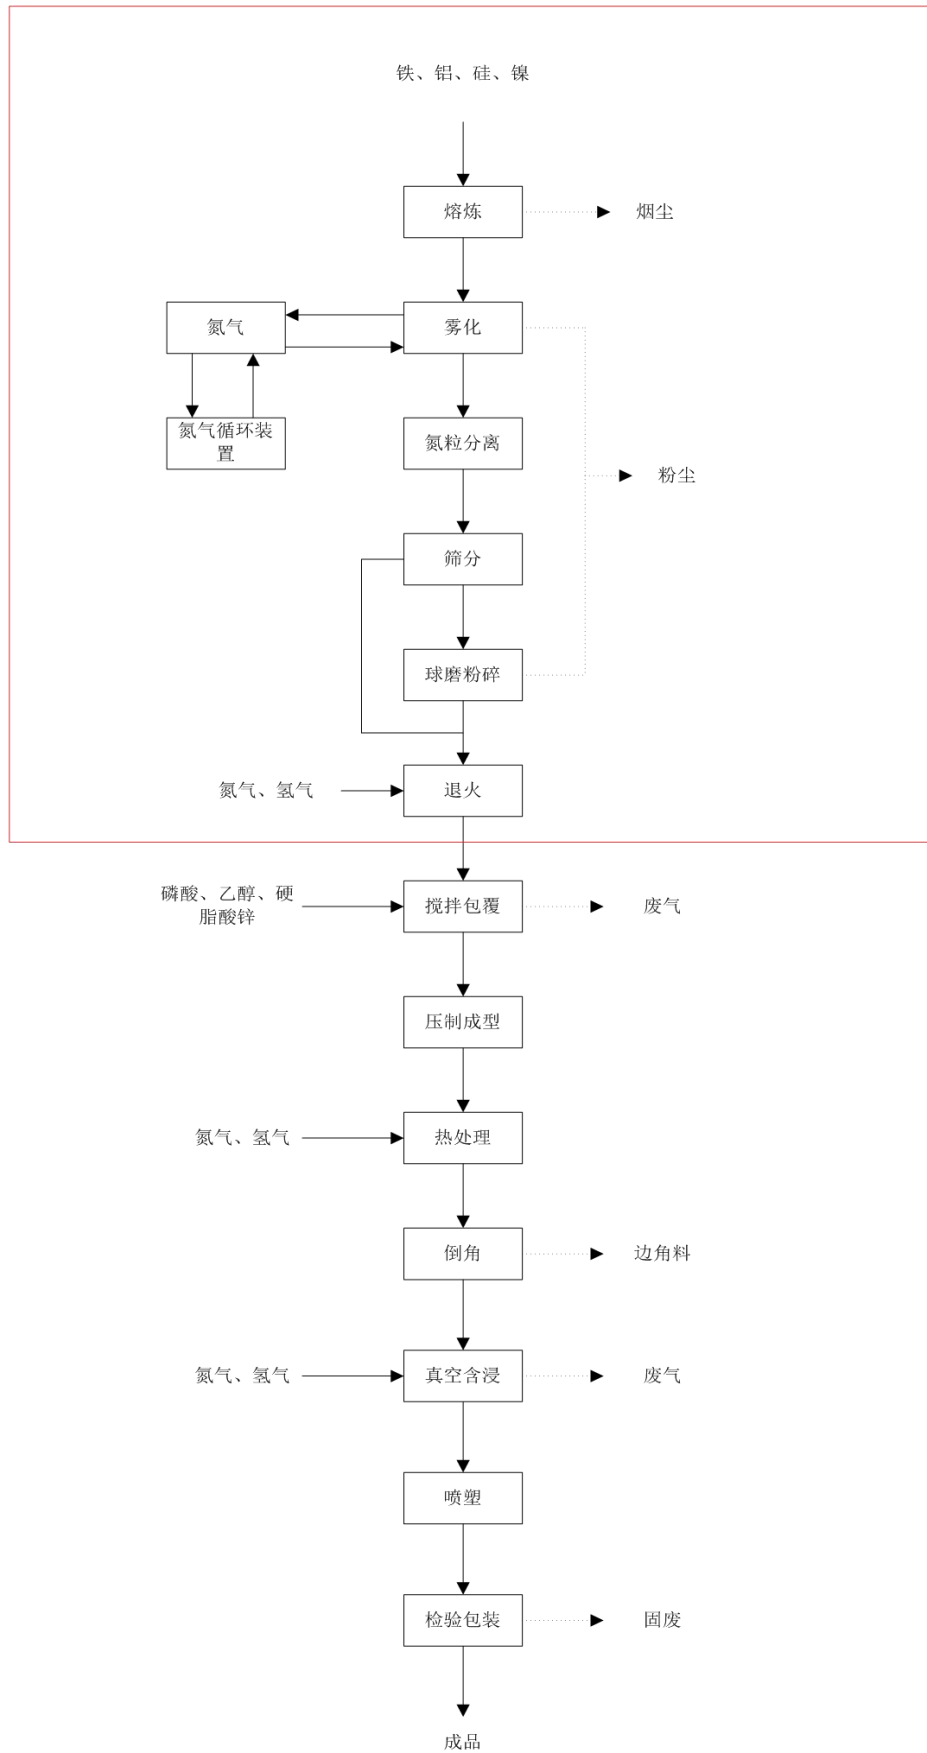 铁、铝、硅、镍
熔炼
烟尘
氮气
雾化
氮气循环装
置
氮粒分离
粉尘
筛分
球磨粉碎
氮气、氢气
退火
磷酸、乙醇、硬
脂酸锌
搅拌包覆
废气
压制成型
氮气、氢气
热处理
倒角
边角料
氮气、氢气
真空含浸
废气
喷塑
检验包装
固废
成品